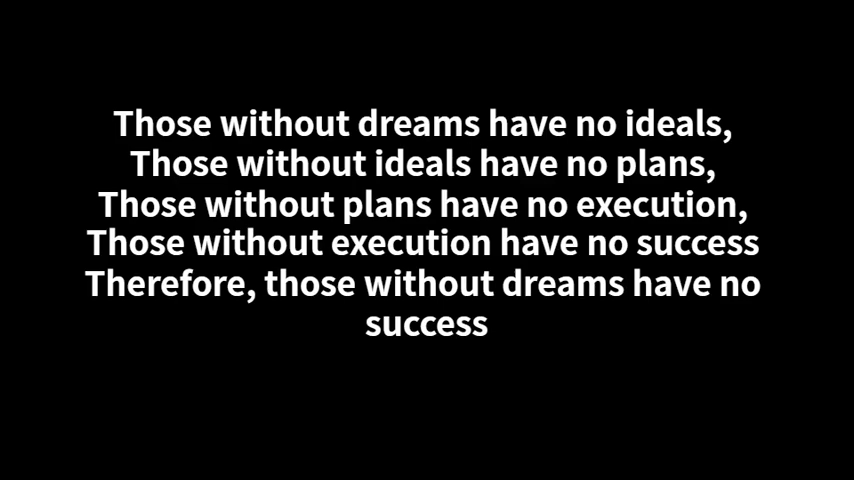 Those without dreams have no ideals,
Those without ideals have no plans,
Those without plans have no execution,
Those without execution have no success
Therefore, those without dreams have no
success